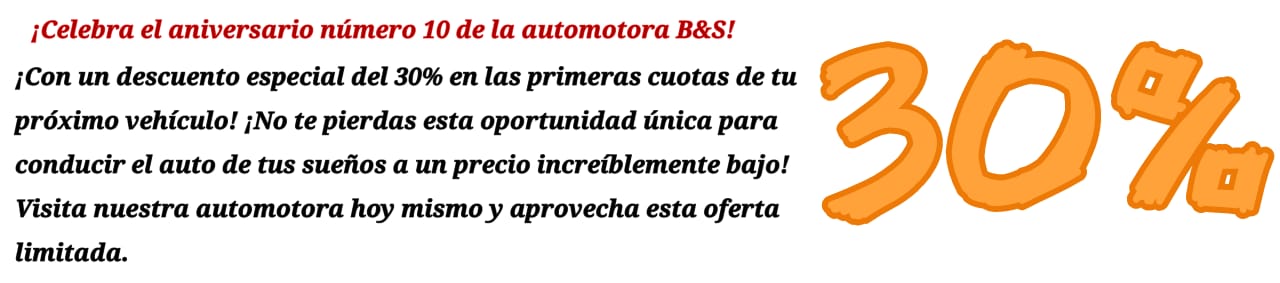 ¡Celebra el aniversario número 10 de la automotora B&S!
¡Con un descuento especial del 30% en las primeras cuotas de tu
próximo vehículo! ¡No te pierdas esta oportunidad única para
conducir el auto de tus sueños a un precio increíblemente bajo!
Visita nuestra automotora hoy mismo y aprovecha esta oferta
limitada.
30%